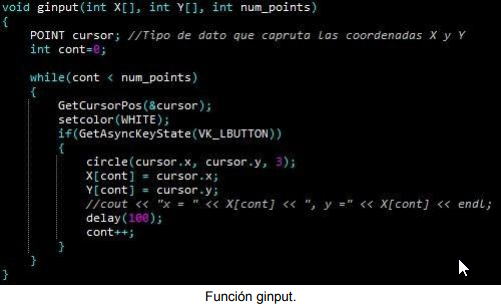 void ginput(int X[], int Y[], int num_points)
{
POINT cursor; //Tipo de dato que capruta las coordenadas X y Y
int cont=0;
while(cont < num_points)
{
GetCursorPos(&cursor);
setcolor(WHITE);
if(GetAsyncKeyState(VK_LBUTTON))
{
circle(cursor.x, cursor.y, 3);
X[cont] = cursor.x;
Y[cont] = cursor.y;
//cout << "x = " << X[cont] << ", y =" << X[cont] << endl;
delay(100);
cont++;
}
}
}
Función ginput.